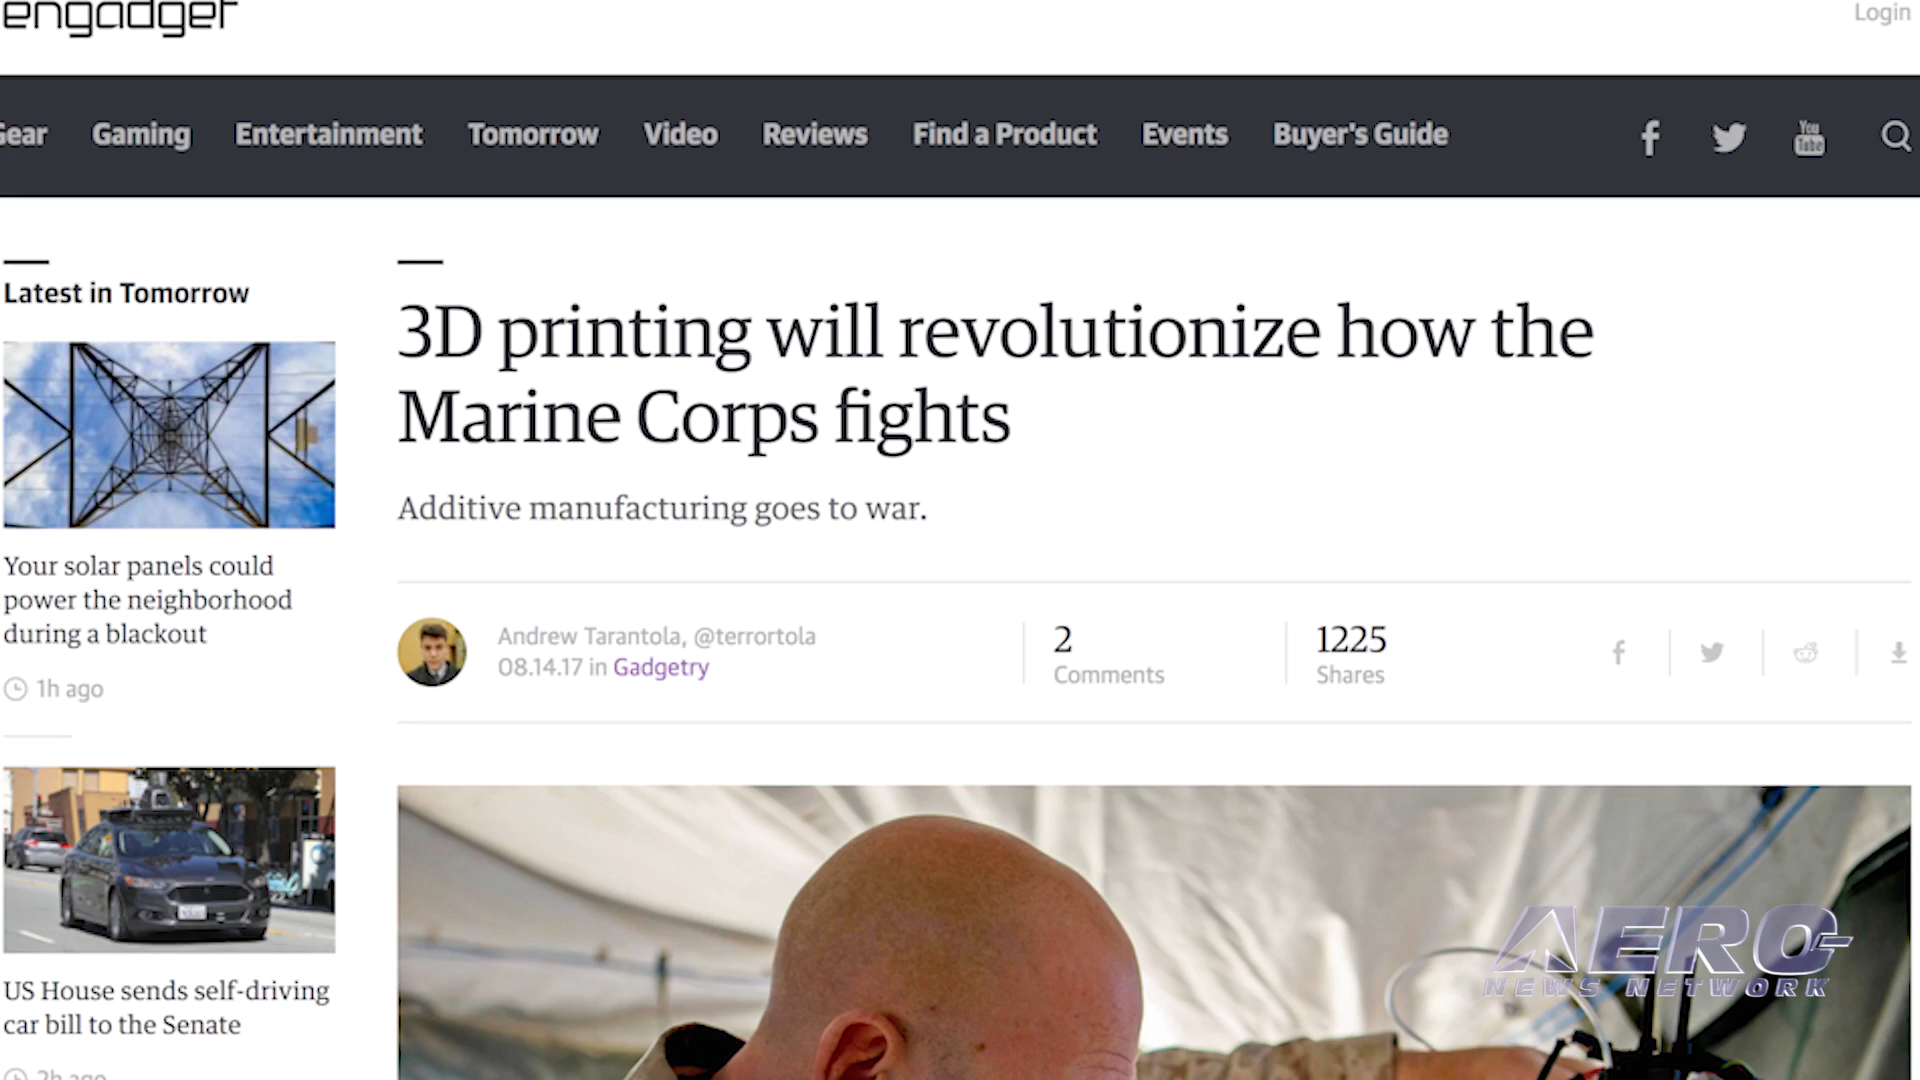 engadget
Login
Gear Gaming Entertainment Tomorrow Video Reviews Find a Product Events Buyer's Guide
You
Tube
Latest in Tomorrow
Your solar panels could
power the neighborhood
during a blackout
1h ago
US House sends self-driving
car bill to the Senate
2h ago
3D printing will revolutionize how the
Marine Corps fights
Additive manufacturing goes to war.
Andrew Tarantola, @terrortola
08.14.17 in Gadgetry
2
Comments
1225
Shares
AERO-
NEWS NETWORK